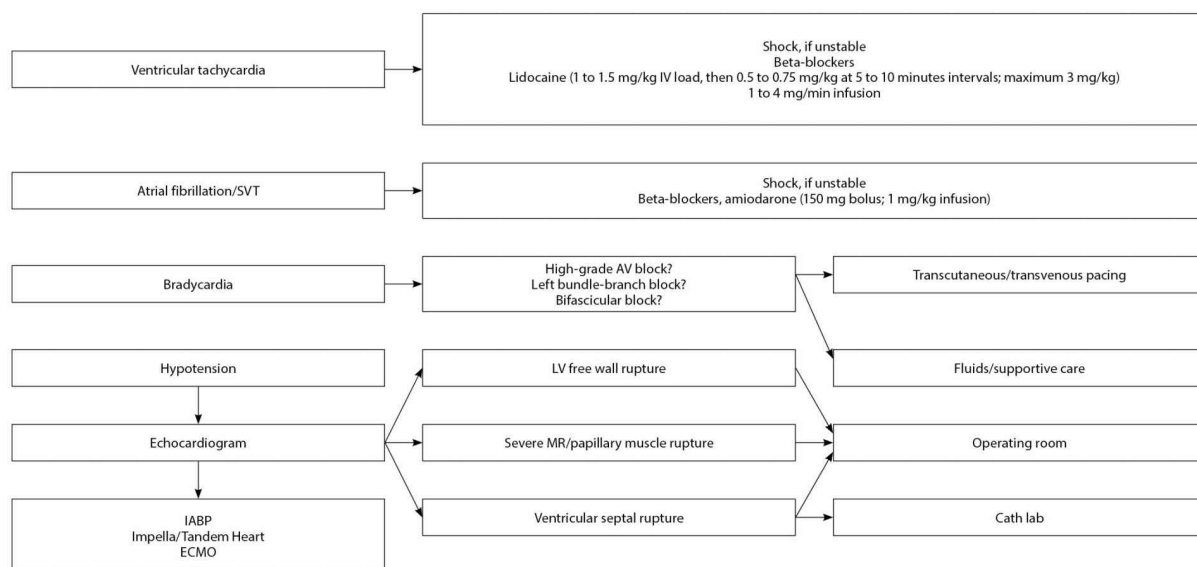 Ventricular tachycardia
Shock, if unstable
Beta-blockers
Lidocaine (1 to 1.5 mg/kg IV load, then 0.5 to 0.75 mg/kg at 5 to 10 minutes intervals; maximum 3 mg/kg)
1 to 4 mg/min infusion
Atrial fibrillation/SVT
Shock, if unstable
Beta-blockers, amiodarone (150 mg bolus; 1 mg/kg infusion)
Bradycardia
High-grade AV block?
Left bundle-branch block?
Bifascicular block?
Transcutaneous/transvenous pacing
Hypotension
LV free wall rupture
Fluids/supportive care
Echocardiogram
Severe MR/papillary muscle rupture
Operating room
IABP
Impella/Tandem Heart
ECMO
Ventricular septal rupture
Cath lab